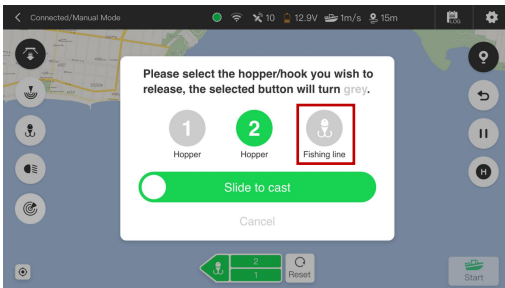 Connected/Manual Mode
10
12.9V
1m/s
15m
LOG
Please select the hopper/hook you wish to
release, the selected button will turn grey.
1
2
Hopper
Hopper
Fishing line
Slide to cast
Cancel
H
2
1
Reset
Start